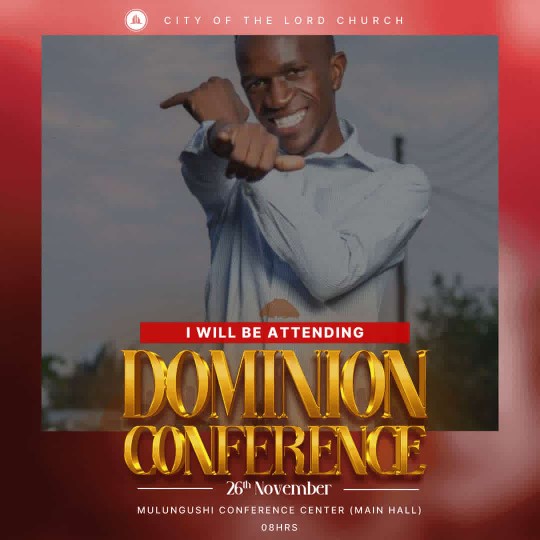 CITY OF THE LORD CHURCH
I WILL BE ATTENDING
DOMINION
CONFERENCE
26th November
MULUNGUSHI CONFERENCE CENTER (MAIN HALL)
08HRS